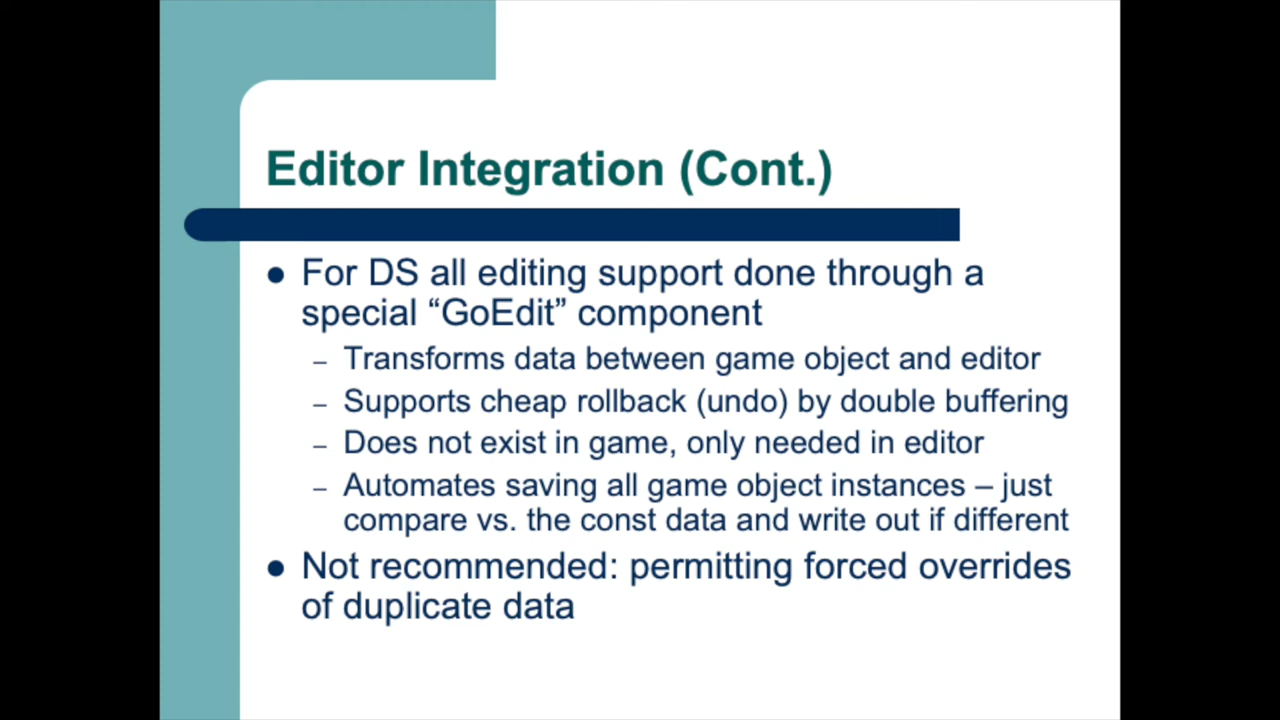 Editor Integration (Cont.)
● For DS all editing support done through a
special “GoEdit” component
– Transforms data between game object and editor
– Supports cheap rollback (undo) by double buffering
– Does not exist in game, only needed in editor
– Automates saving all game object instances – just
compare vs. the const data and write out if different
● Not recommended: permitting forced overrides
of duplicate data